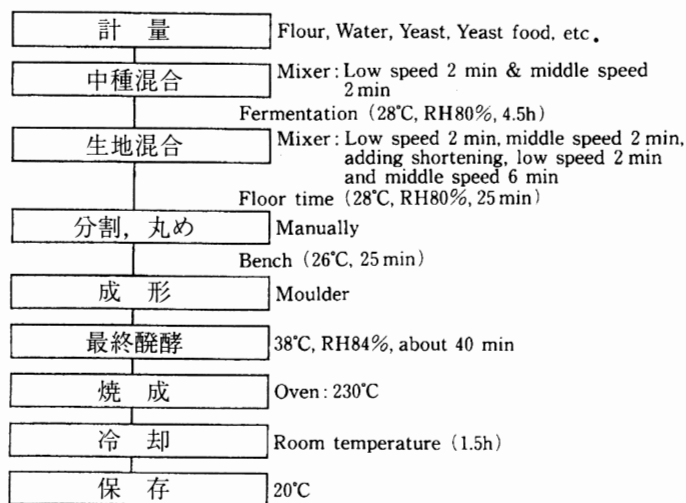 計 量
Flour, Water, Yeast, Yeast food, etc.
中種混合
Mixer: Low speed 2 min & middle speed
2 min
Fermentation (28℃, RH80%, 4.5h)
生地混合
Mixer: Low speed 2 min, middle speed 2 min,
adding shortening, low speed 2 min
and middle speed 6 min
Floor time (28℃, RH80%, 25 min)
分割, 丸め
Manually
Bench (26℃, 25 min)
成 形
Moulder
最終醗酵
38℃, RH84%, about 40 min
焼 成
Oven: 230℃
冷 却
Room temperature (1.5h)
保 存
20℃